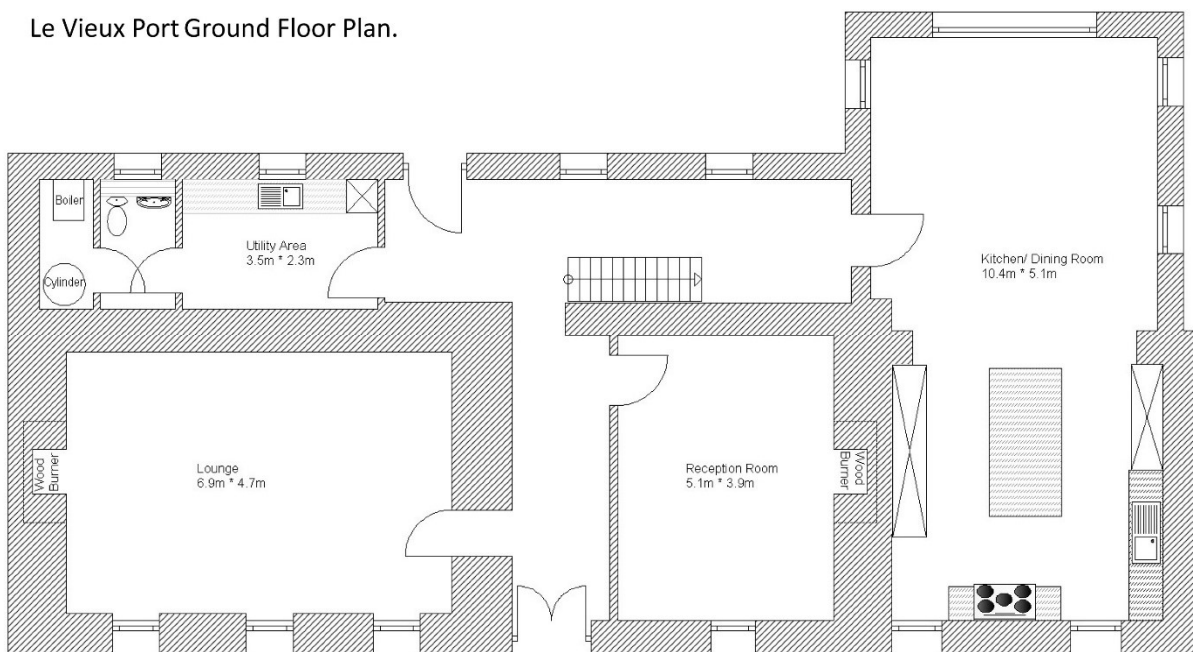 Le Vieux Port Ground Floor Plan.
Boiler
Cylinder
Utility Area
3.5m * 2.3m
Kitchen/ Dining Room
10.4m * 5.1m
Wood
Burner
Lounge
6.9m * 4.7m
Reception Room
5.1m * 3.9m
Wood
Burner